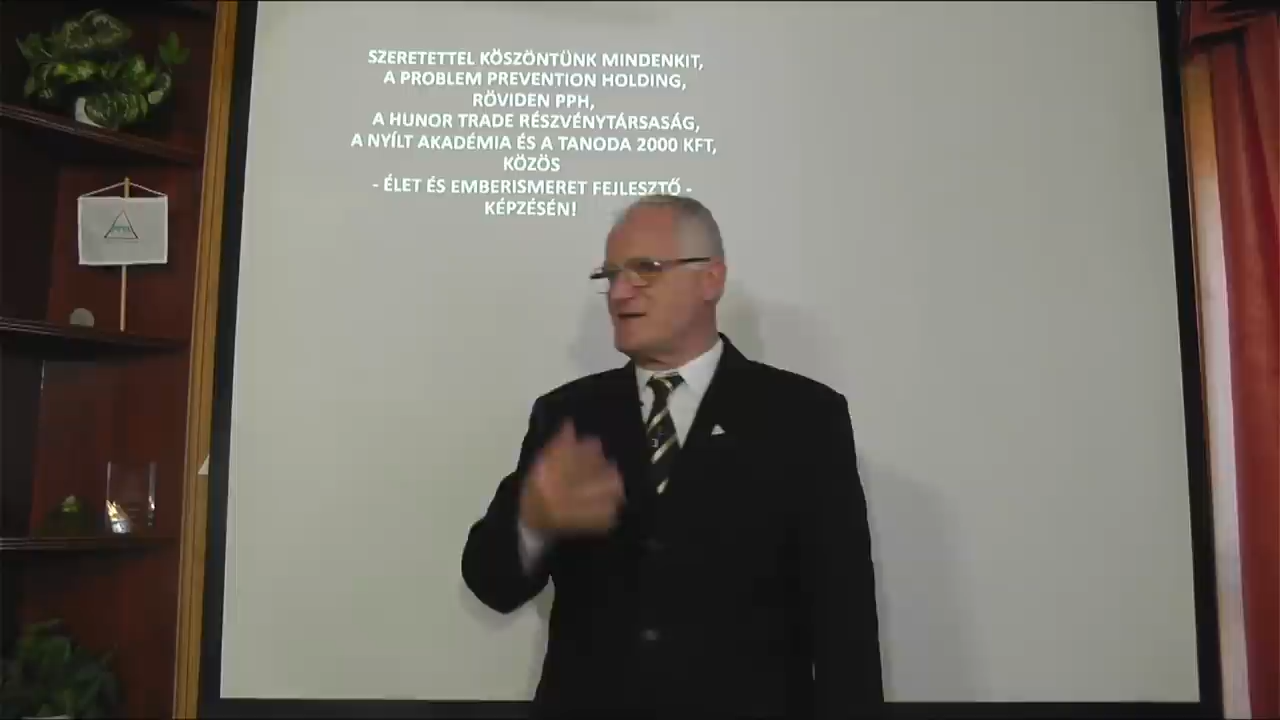 SZERETETTEL KÖSZÖNTÜNK MINDENKIT,
A PROBLEM PREVENTION HOLDING,
RÖVIDEN PPH,
A HUNOR TRADE RÉSZVÉNYTÁRSASÁG,
A NYÍLT AKADÉMIA ÉS A TANODA 2000 KFT,
KÖZÖS
- ÉLET ÉS EMBERISMERET FEJLESZTŐ -
KÉPZÉSÉN!